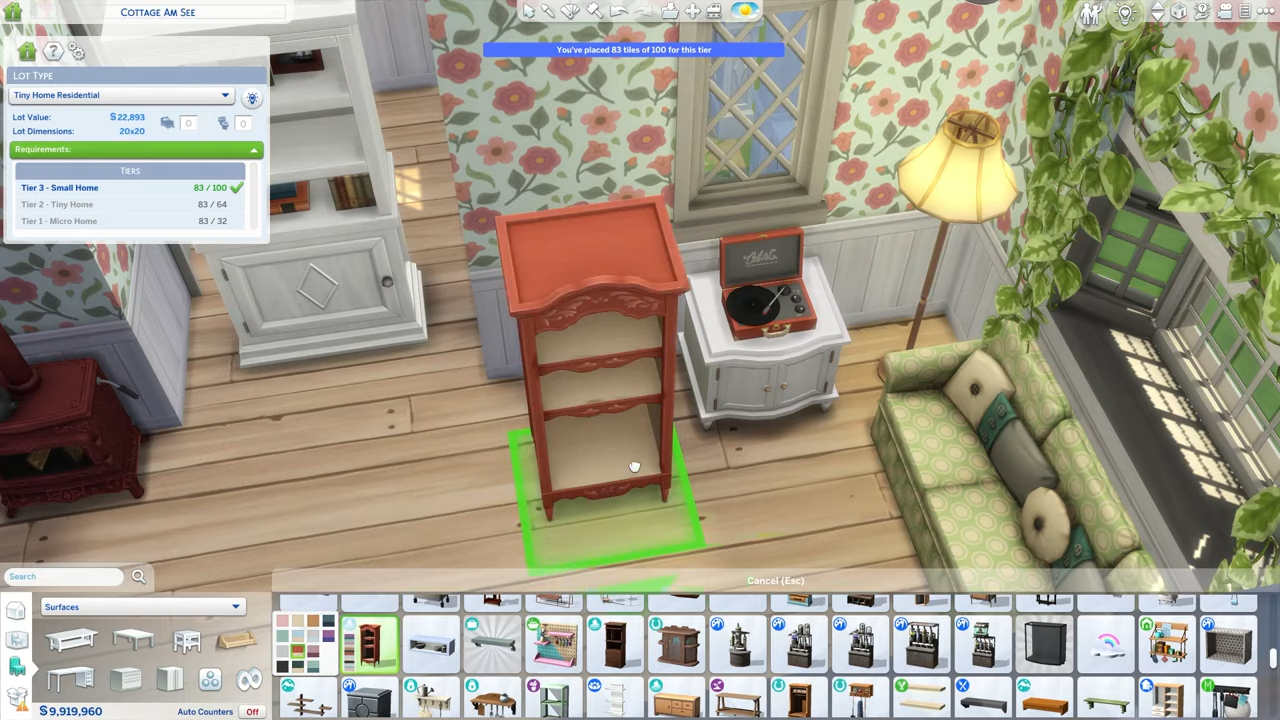 Cottage Am See
You've placed 83 tiles of 100 for this tier
Lot Type
Tiny Home Residential
Lot Value: §22,893
0
0
Lot Dimensions: 20x20
Requirements:
Tiers
Tier 3 - Small Home 83 / 100
Tier 2 - Tiny Home 83 / 64
Tier 1 - Micro Home 83 / 32
Cancel (Esc)
Search
Surfaces
§9,919,960
Auto Counters Off